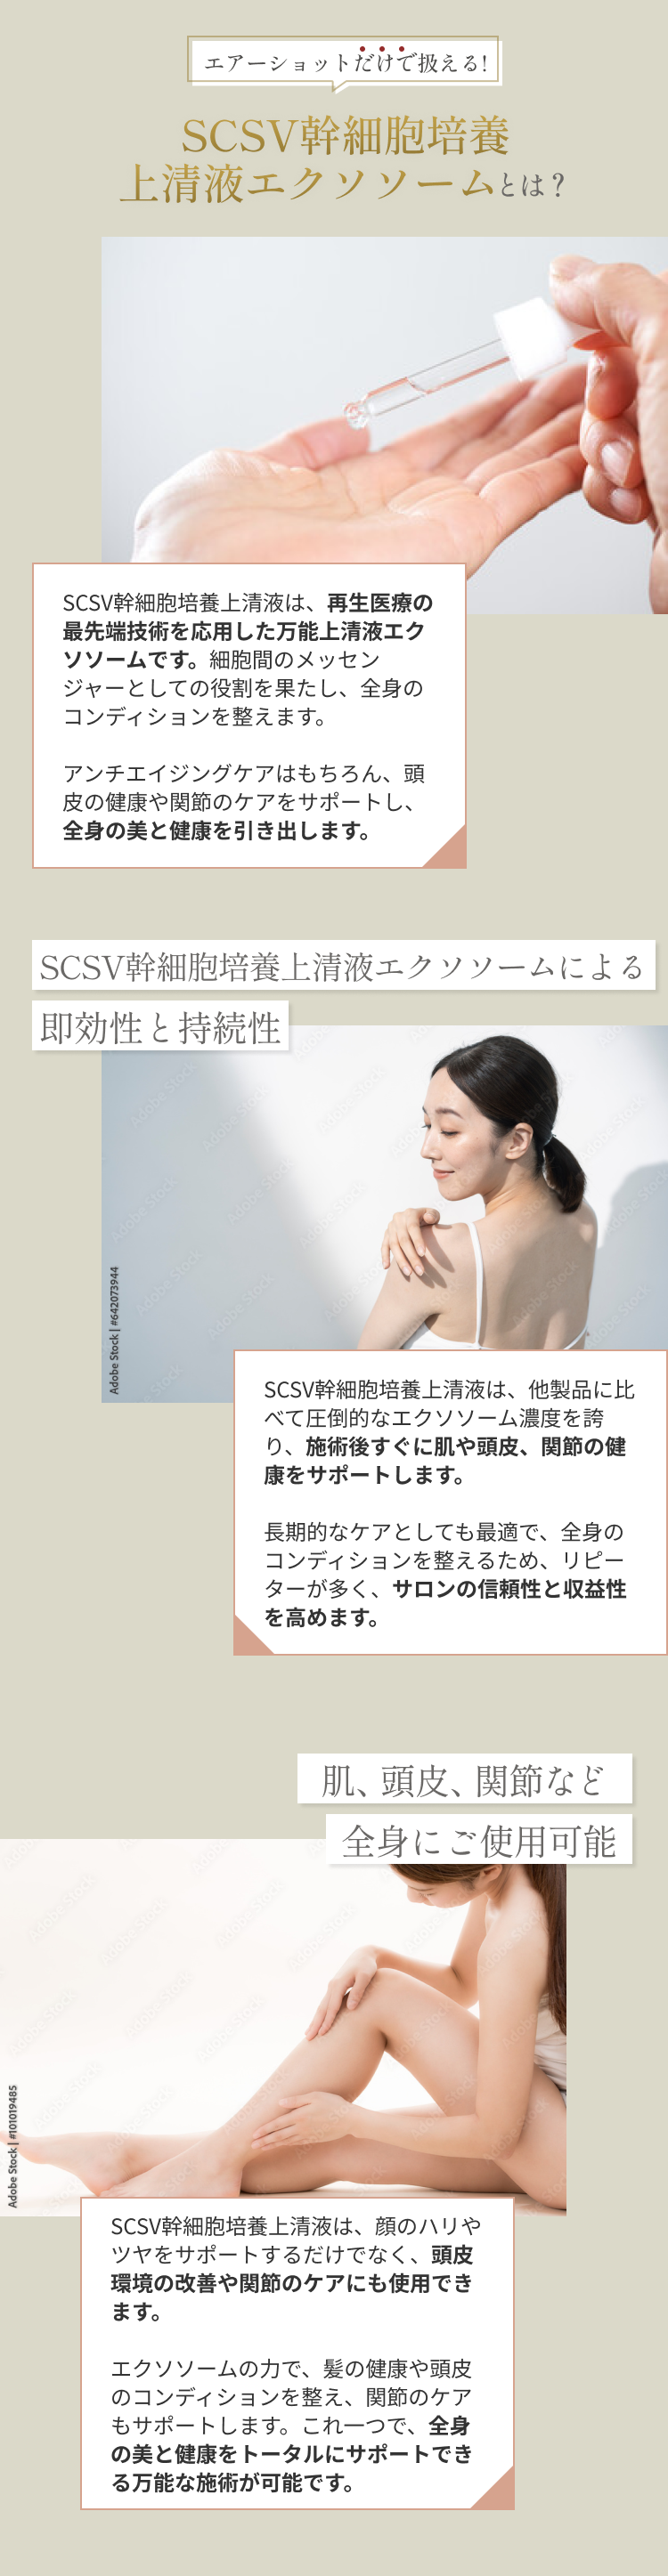 エアーショットだけで扱える!
SCSV幹細胞培養
上清液エクソソームとは?
SCSV幹細胞培養上清液は、再生医療の
最先端技術を応用した万能上清液エク
ソソームです。細胞間のメッセン
ジャーとしての役割を果たし、全身の
コンディションを整えます。
アンチエイジングケアはもちろん、頭
皮の健康や関節のケアをサポートし、
全身の美と健康を引き出します。
SCSV幹細胞培養上清液エクソソームによる
即効性と持続性
Adobe Stock | #642073944
SCSV幹細胞培養上清液は、他製品に比
べて圧倒的なエクソソーム濃度を誇
り、施術後すぐに肌や頭皮、関節の健
康をサポートします。
長期的なケアとしても最適で、全身の
コンディションを整えるため、リピー
ターが多く、サロンの信頼性と収益性
を高めます。
肌、頭皮、関節など
全身にご使用可能
Adobe Stock | #101019485
SCSV幹細胞培養上清液は、顔のハリや
ツヤをサポートするだけでなく、頭皮
環境の改善や関節のケアにも使用でき
ます。
エクソソームの力で、髪の健康や頭皮
のコンディションを整え、関節のケア
もサポートします。これ一つで、全身
の美と健康をトータルにサポートでき
る万能な施術が可能です。